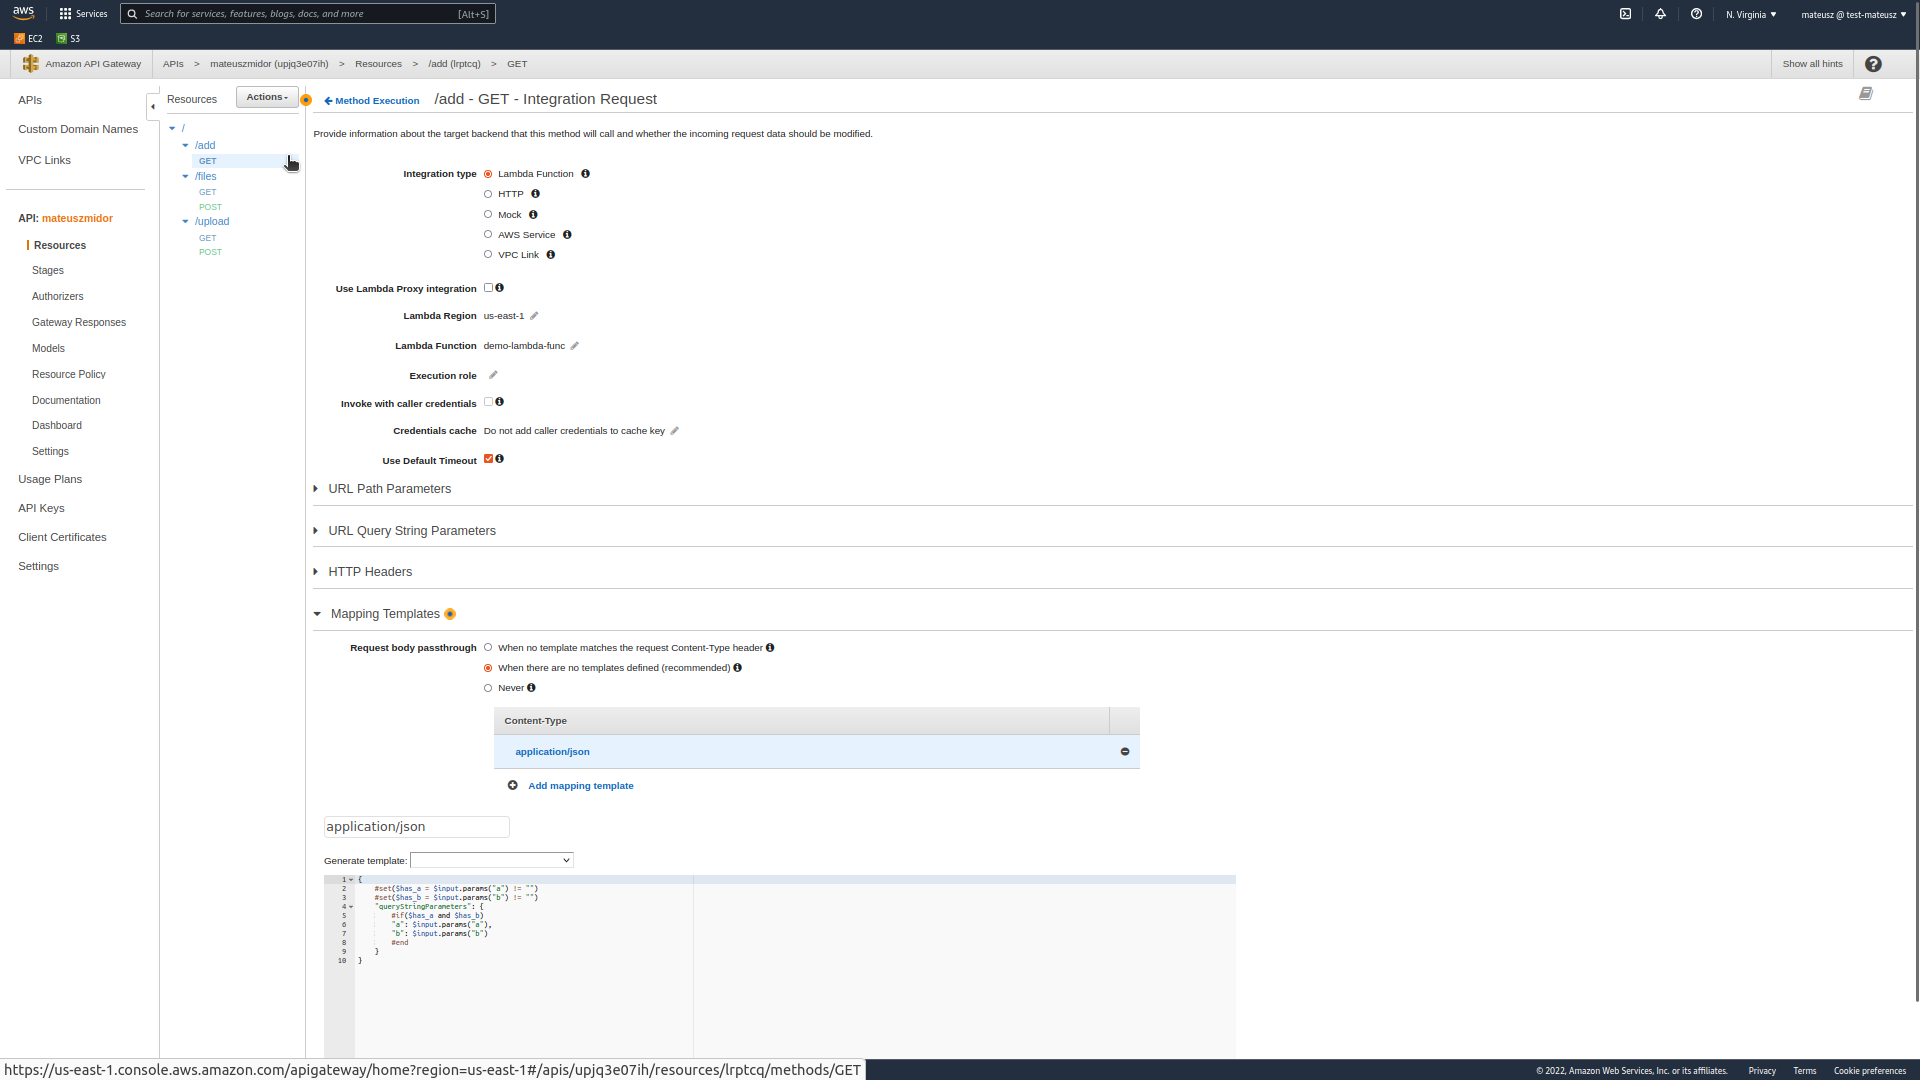 aws Services Search for services, features, blogs, docs, and more [Alt+S] N. Virginia mateusz @ test-mateusz
EC2 S3
Amazon API Gateway APIs > mateuszmidor (upjq3e07ih) > Resources > /add (lrptcq) > GET Show all hints
APIs
Custom Domain Names
VPC Links
API: mateuszmidor
Resources
Stages
Authorizers
Gateway Responses
Models
Resource Policy
Documentation
Dashboard
Settings
Usage Plans
API Keys
Client Certificates
Settings
Resources Actions
/
/add
GET
/files
GET
POST
/upload
GET
POST
Method Execution /add - GET - Integration Request
Provide information about the target backend that this method will call and whether the incoming request data should be modified.
Integration type Lambda Function
HTTP
Mock
AWS Service
VPC Link
Use Lambda Proxy integration
Lambda Region us-east-1
Lambda Function demo-lambda-func
Execution role
Invoke with caller credentials
Credentials cache Do not add caller credentials to cache key
Use Default Timeout
URL Path Parameters
URL Query String Parameters
HTTP Headers
Mapping Templates
Request body passthrough When no template matches the request Content-Type header
When there are no templates defined (recommended)
Never
Content-Type
application/json
Add mapping template
application/json
Generate template:
1 {
2 #set($has_a = $input.params("a") != "")
3 #set($has_b = $input.params("b") != "")
4 "queryStringParameters": {
5 #if($has_a and $has_b)
6 "a": $input.params("a"),
7 "b": $input.params("b")
8 #end
9 }
10 }
https://us-east-1.console.aws.amazon.com/apigateway/home?region=us-east-1#/apis/upjq3e07ih/resources/lrptcq/methods/GET
© 2022, Amazon Web Services, Inc. or its affiliates. Privacy Terms Cookie preferences